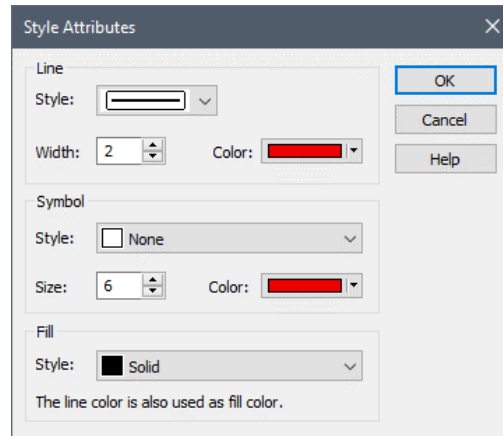 Style Attributes
Line
Style:
Width: 2 Color:
OK
Cancel
Help
Symbol
Style: None
Size: 6 Color:
Fill
Style: Solid
The line color is also used as fill color.